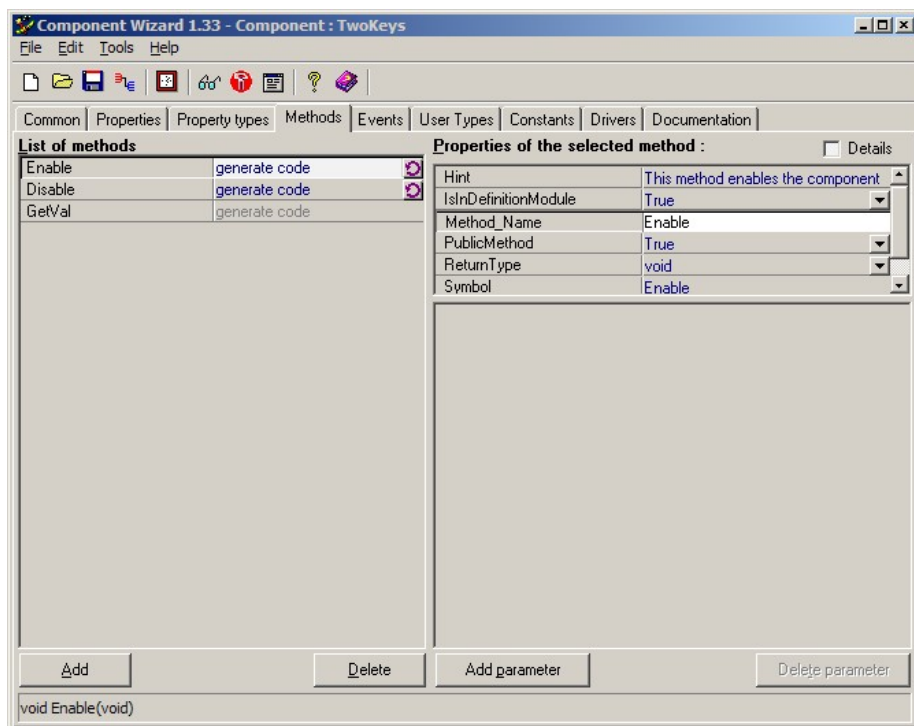 Component Wizard 1.33 - Component : TwoKeys
File Edit Tools Help
Common Properties Property types Methods Events User Types Constants Drivers Documentation
List of methods
Enable generate code
Disable generate code
GetVal generate code
Properties of the selected method : Details
Hint This method enables the component
IsInDefinitionModule True
Method_Name Enable
PublicMethod True
ReturnType void
Symbol Enable
Add Delete Add parameter Delete parameter
void Enable(void)